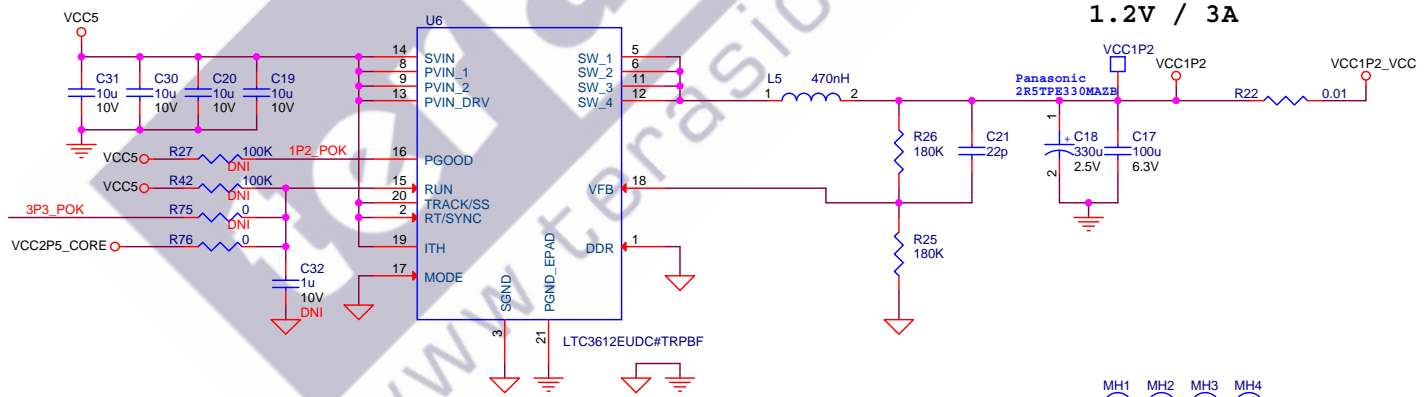 1.2V / 3A
VCC5
U6
VCC1P2
VCC1P2
VCC1P2_VCC
14 SVIN
8 PVIN_1
9 PVIN_2
13 PVIN_DRV
SW_1 5
SW_2 6
SW_3 11
SW_4 12
L5 470nH
1 2
Panasonic
2R5TPE330MAZB
R22 0.01
C31
10u
10V
C30
10u
10V
C20
10u
10V
C19
10u
10V
R26
180K
C21
22p
1
C18
330u
2.5V
2
C17
100u
6.3V
VCC5 R27 100K 1P2_POK 16 PGOOD
DNI
VCC5 R42 100K 15 RUN
DNI
3P3_POK R75 0
DNI
VCC2P5_CORE R76 0
20 TRACK/SS
2 RT/SYNC
19 ITH
17 MODE
VFB 18
DDR 1
R25
180K
C32
1u
10V
DNI
SGND
PGND_EPAD
3
21
LTC3612EUDC#TRPBF
MH1 MH2 MH3 MH4
www.terasic